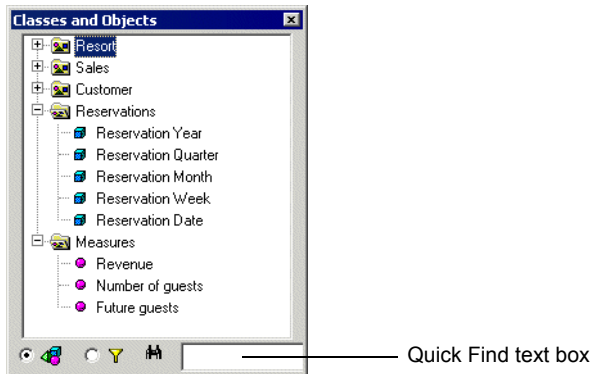 Classes and Objects
Resort
Sales
Customer
Reservations
Reservation Year
Reservation Quarter
Reservation Month
Reservation Week
Reservation Date
Measures
Revenue
Number of guests
Future guests
Quick Find text box